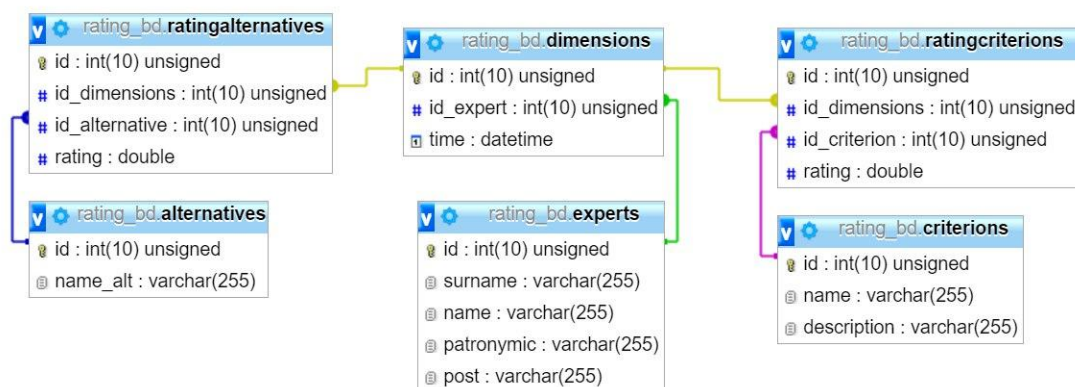 rating_bd.ratingalternatives
id : int(10) unsigned
id_dimensions : int(10) unsigned
id_alternative : int(10) unsigned
rating : double
rating_bd.alternatives
id : int(10) unsigned
name_alt : varchar(255)
rating_bd.dimensions
id : int(10) unsigned
id_expert : int(10) unsigned
time : datetime
rating_bd.experts
id : int(10) unsigned
surname : varchar(255)
name : varchar(255)
patronymic : varchar(255)
post : varchar(255)
rating_bd.ratingcriterions
id : int(10) unsigned
id_dimensions : int(10) unsigned
id_criterion : int(10) unsigned
rating : double
rating_bd.criterions
id : int(10) unsigned
name : varchar(255)
description : varchar(255)